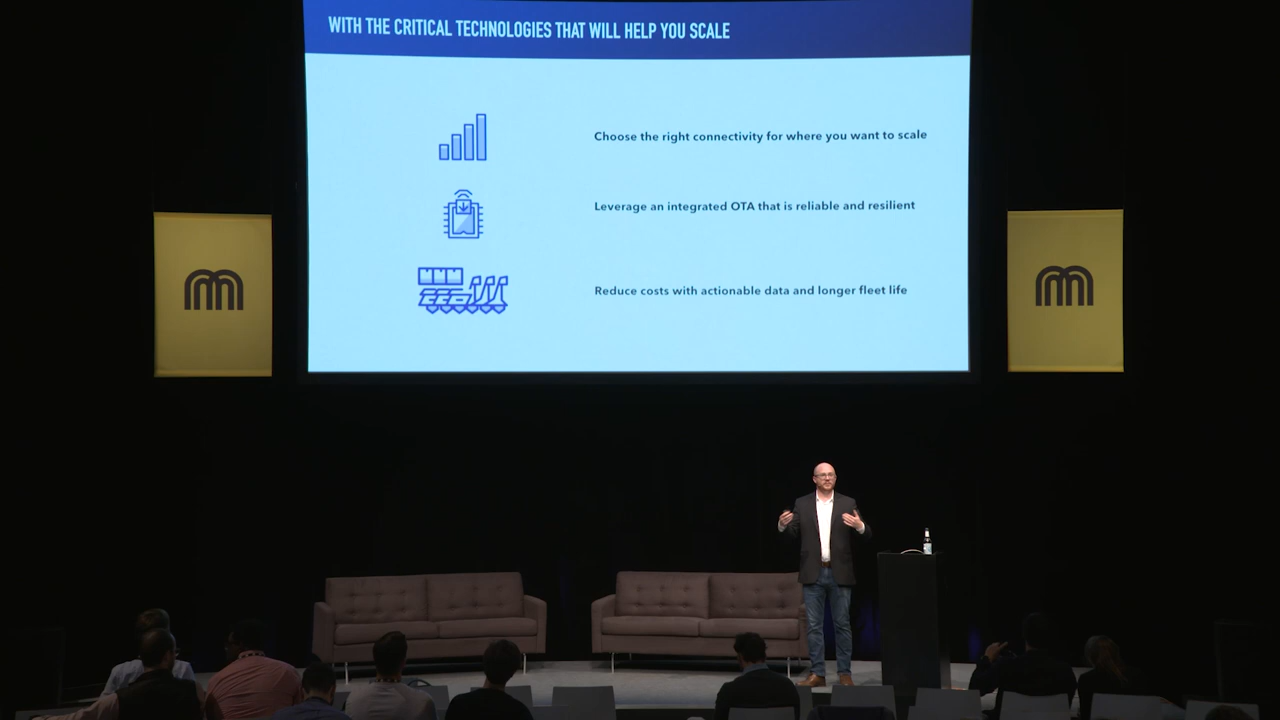 WITH THE CRITICAL TECHNOLOGIES THAT WILL HELP YOU SCALE
Choose the right connectivity for where you want to scale
Leverage an integrated OTA that is reliable and resilient
Reduce costs with actionable data and longer fleet life